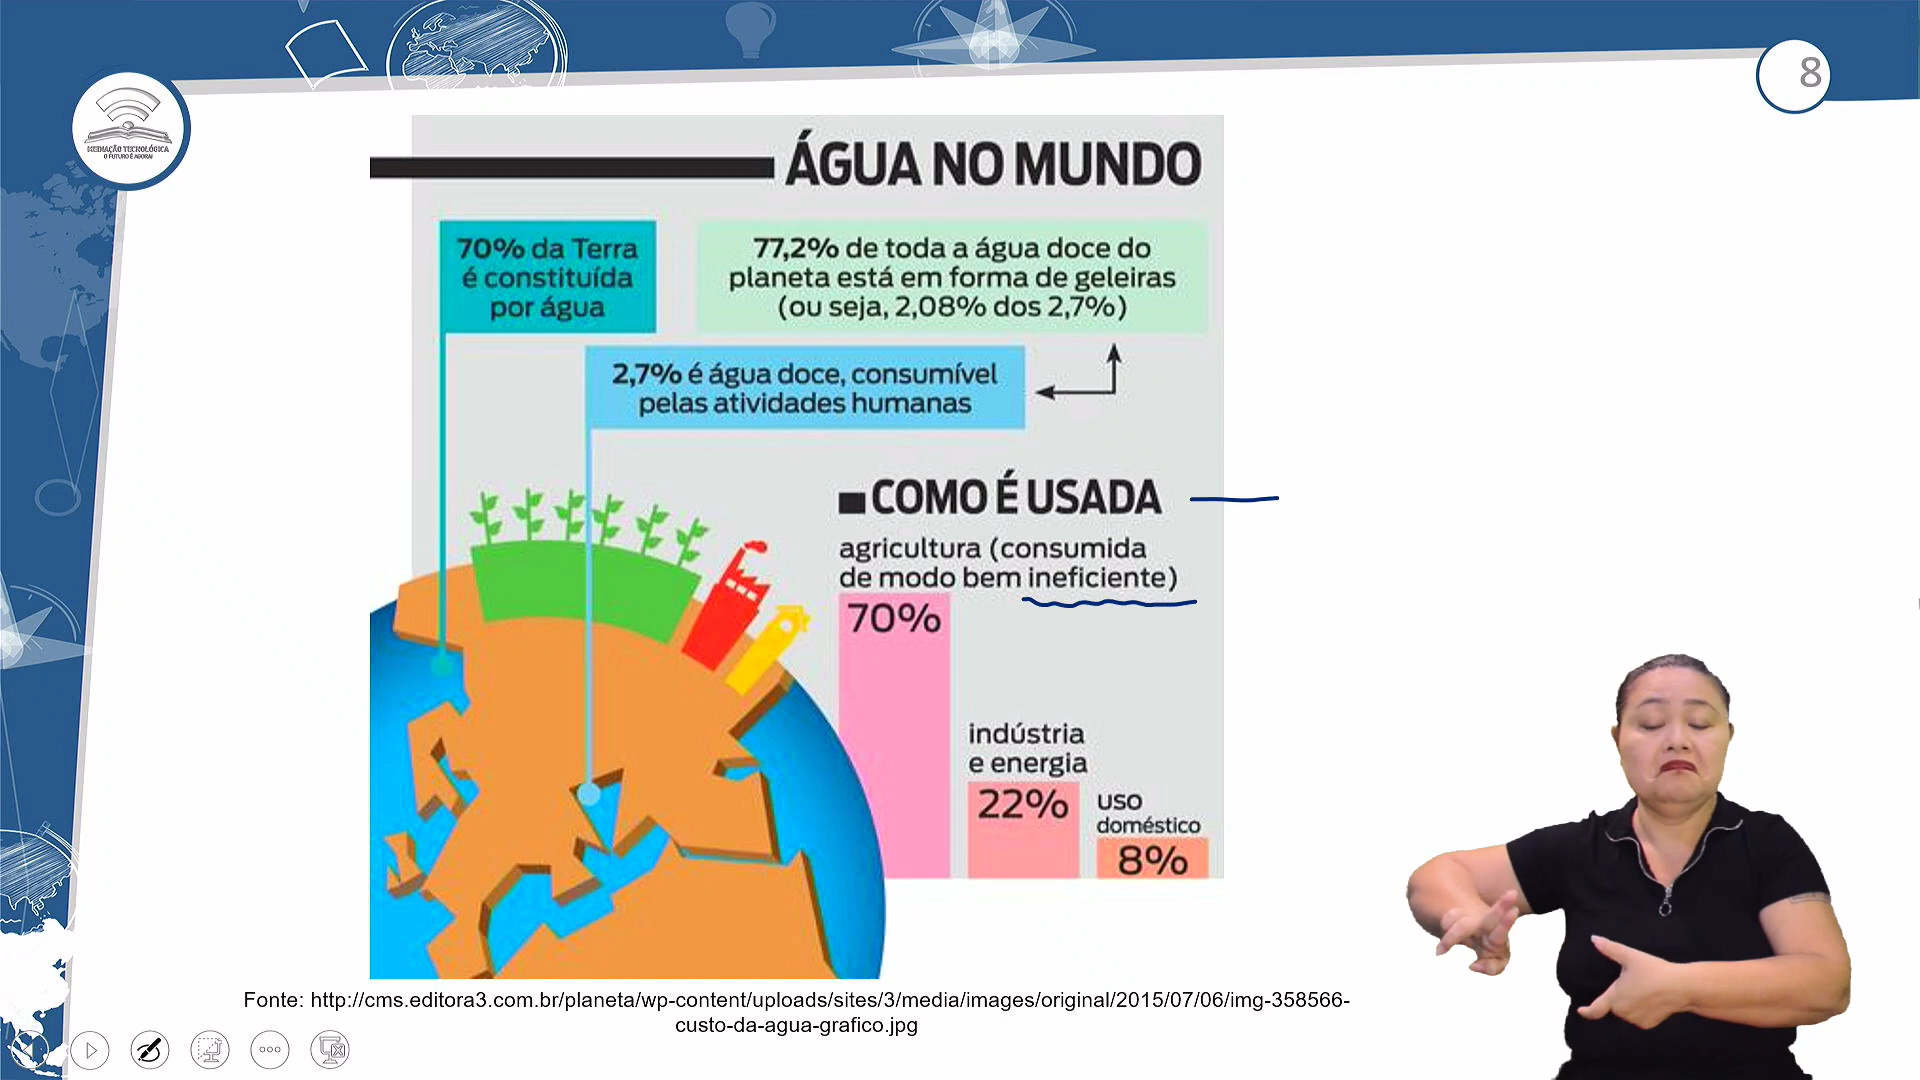 8
MEDIAÇÃO TECNOLÓGICA
O FUTURO É AGORA!
ÁGUA NO MUNDO
70% da Terra
é constituída
por água
77,2% de toda a água doce do
planeta está em forma de geleiras
(ou seja, 2,08% dos 2,7%)
2,7% é água doce, consumível
pelas atividades humanas
COMO É USADA
agricultura (consumida
de modo bem ineficiente)
70%
indústria
e energia
22%
uso
doméstico
8%
Fonte: http://cms.editora3.com.br/planeta/wp-content/uploads/sites/3/media/images/original/2015/07/06/img-358566-
custo-da-agua-grafico.jpg